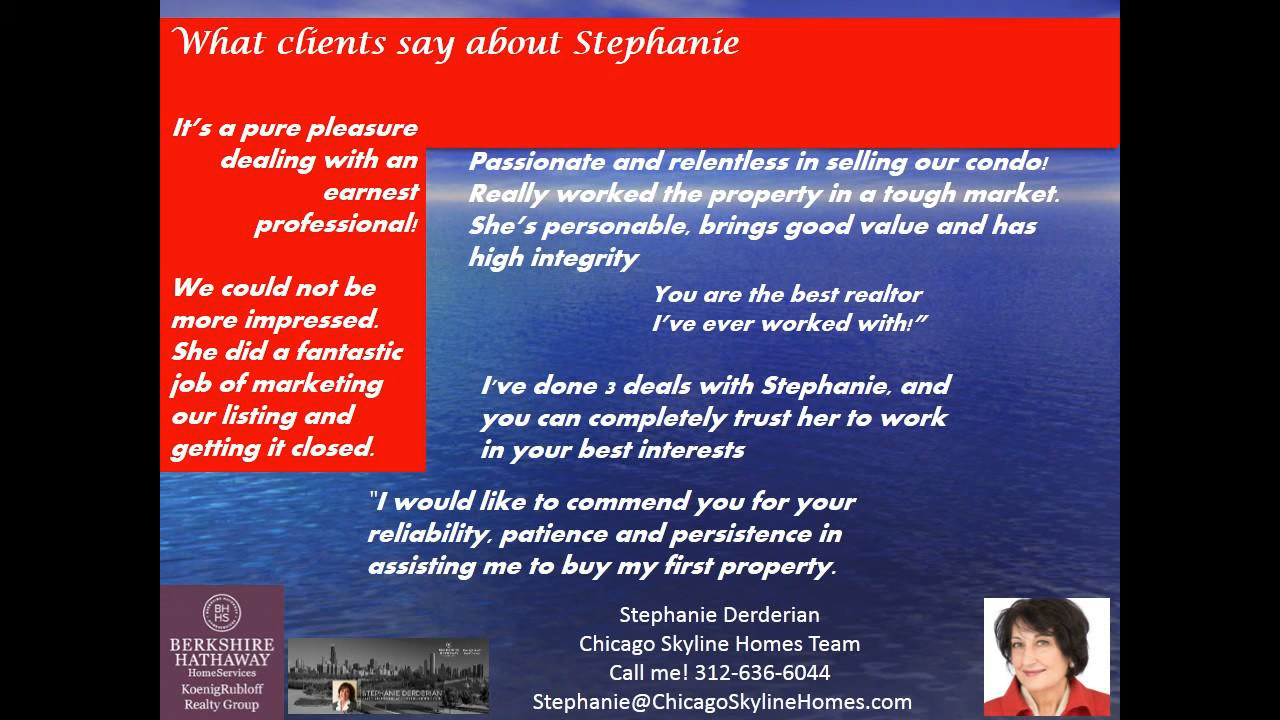 What clients say about Stephanie
It's a pure pleasure
dealing with an
earnest
professional!
We could not be
more impressed.
She did a fantastic
job of marketing
our listing and
getting it closed.
Passionate and relentless in selling our condo!
Really worked the property in a tough market.
She's personable, brings good value and has
high integrity
You are the best realtor
I've ever worked with!”
I've done 3 deals with Stephanie, and
you can completely trust her to work
in your best interests
"I would like to commend you for your
reliability, patience and persistence in
assisting me to buy my first property.
BH
HS
BERKSHIRE
HATHAWAY
HomeServices
KoenigRubloff
Realty Group
STEPHANIE DERDERIAN
Stephanie Derderian
Chicago Skyline Homes Team
Call me! 312-636-6044
Stephanie@ChicagoSkylineHomes.com